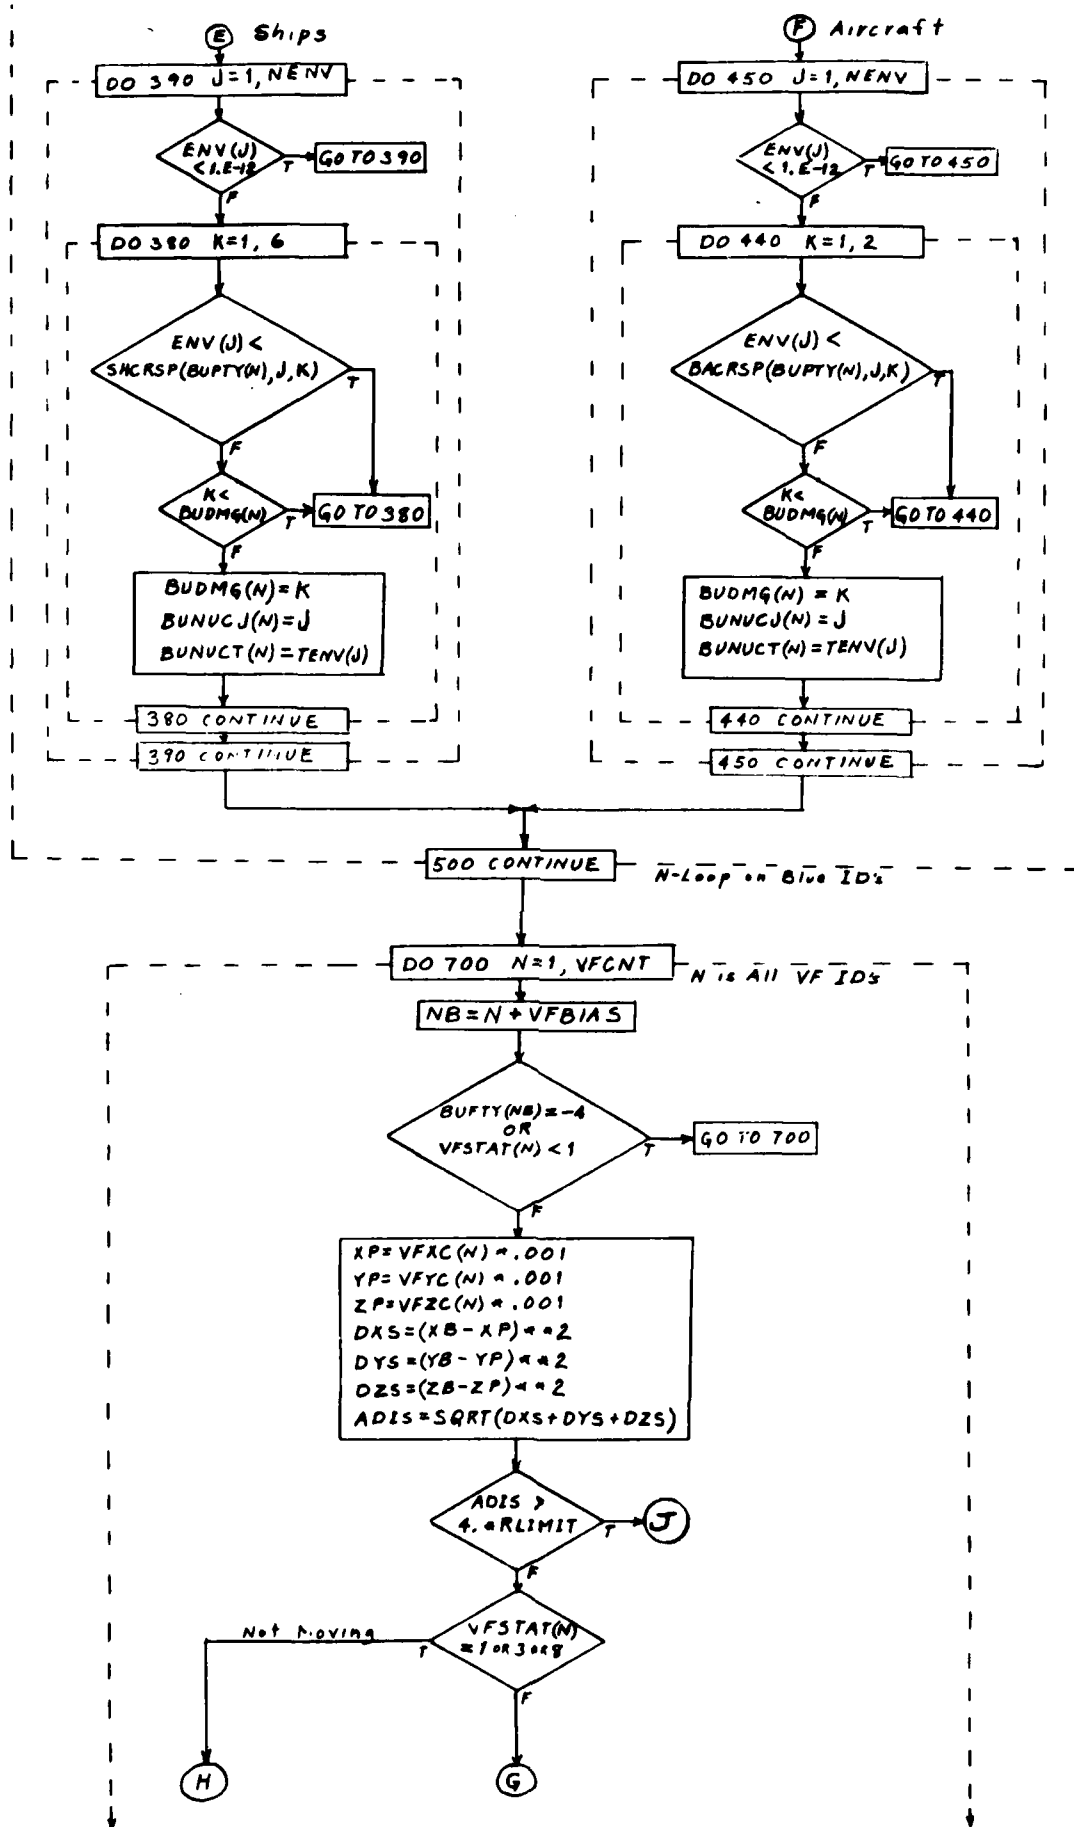 E Ships
DO 390 J=1, NENV
ENV(J)
<1.E-12
T
GO TO 390
F
DO 380 K=1, 6
ENV(J)<
SHCRSP(BUPTY(N),J,K)
T
F
K<
BUDMG(N)
T
GO TO 380
F
BUDMG(N)=K
BUNUCJ(N)=J
BUNUCT(N)=TENV(J)
380 CONTINUE
390 CONTINUE
F Aircraft
DO 450 J=1, NENV
ENV(J)
<1.E-12
T
GO TO 450
F
DO 440 K=1, 2
ENV(J)<
BACRSP(BUPTY(N),J,K)
T
F
K<
BUDMG(N)
T
GO TO 440
F
BUDMG(N)=K
BUNUCJ(N)=J
BUNUCT(N)=TENV(J)
440 CONTINUE
450 CONTINUE
500 CONTINUE
N-Loop on Blue ID's
DO 700 N=1, VFCNT
N is All VF ID's
NB=N+VFBIAS
BUFTY(NB)=-4
OR
VFSTAT(N)<1
T
GO TO 700
F
XP=VFXC(N)*.001
YP=VFYC(N)*.001
ZP=VFZC(N)*.001
DXS=(XB-XP)**2
DYS=(YB-YP)**2
DZS=(ZB-ZP)**2
ADIS=SQRT(DXS+DYS+DZS)
ADIS >
4.*RLIMIT
T
J
F
VFSTAT(N)
=1 OR 3 OR 8
T
Not Moving
F
H
G